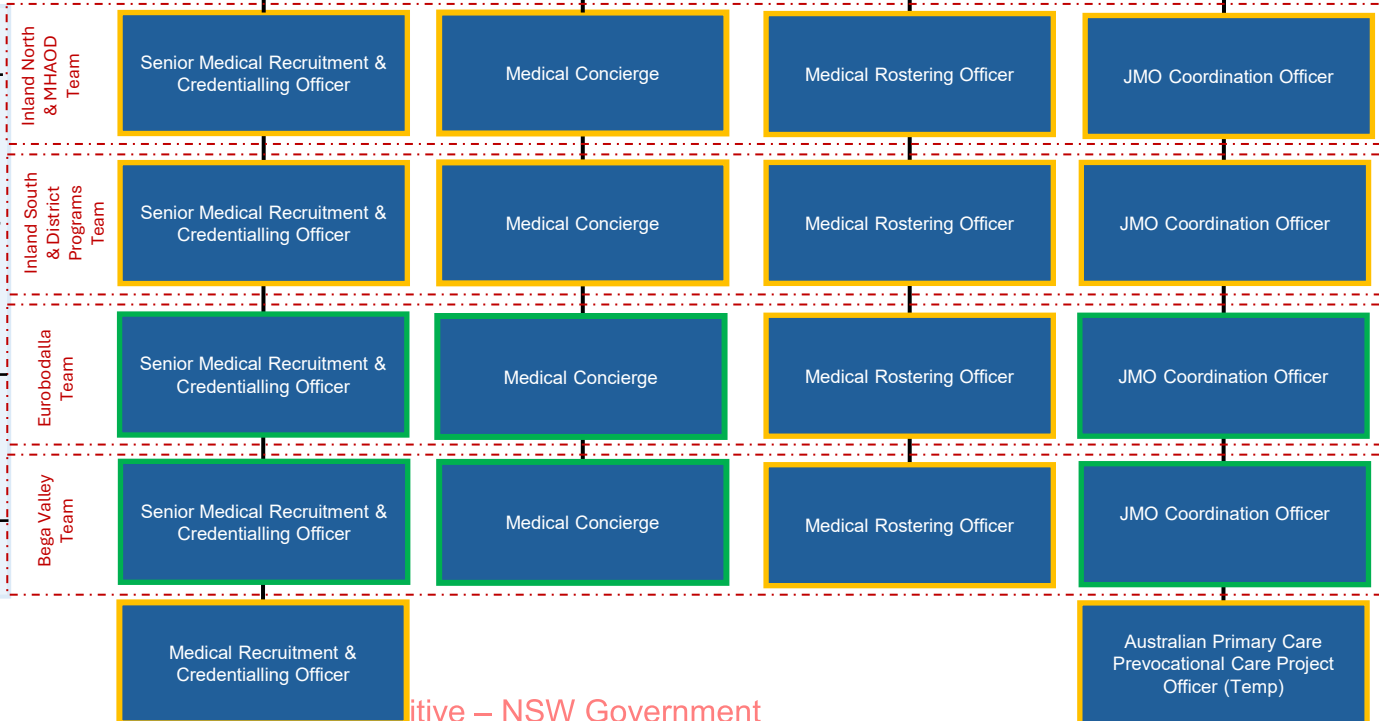 Inland North
& MHAOD
Team
Senior Medical Recruitment &
Credentialling Officer
Medical Concierge
Medical Rostering Officer
JMO Coordination Officer
Inland South
& District
Programs
Team
Senior Medical Recruitment &
Credentialling Officer
Medical Concierge
Medical Rostering Officer
JMO Coordination Officer
Eurobodalla
Team
Senior Medical Recruitment &
Credentialling Officer
Medical Concierge
Medical Rostering Officer
JMO Coordination Officer
Bega Valley
Team
Senior Medical Recruitment &
Credentialling Officer
Medical Concierge
Medical Rostering Officer
JMO Coordination Officer
Medical Recruitment &
Credentialling Officer
Australian Primary Care
Prevocational Care Project
Officer (Temp)
– NSW Government